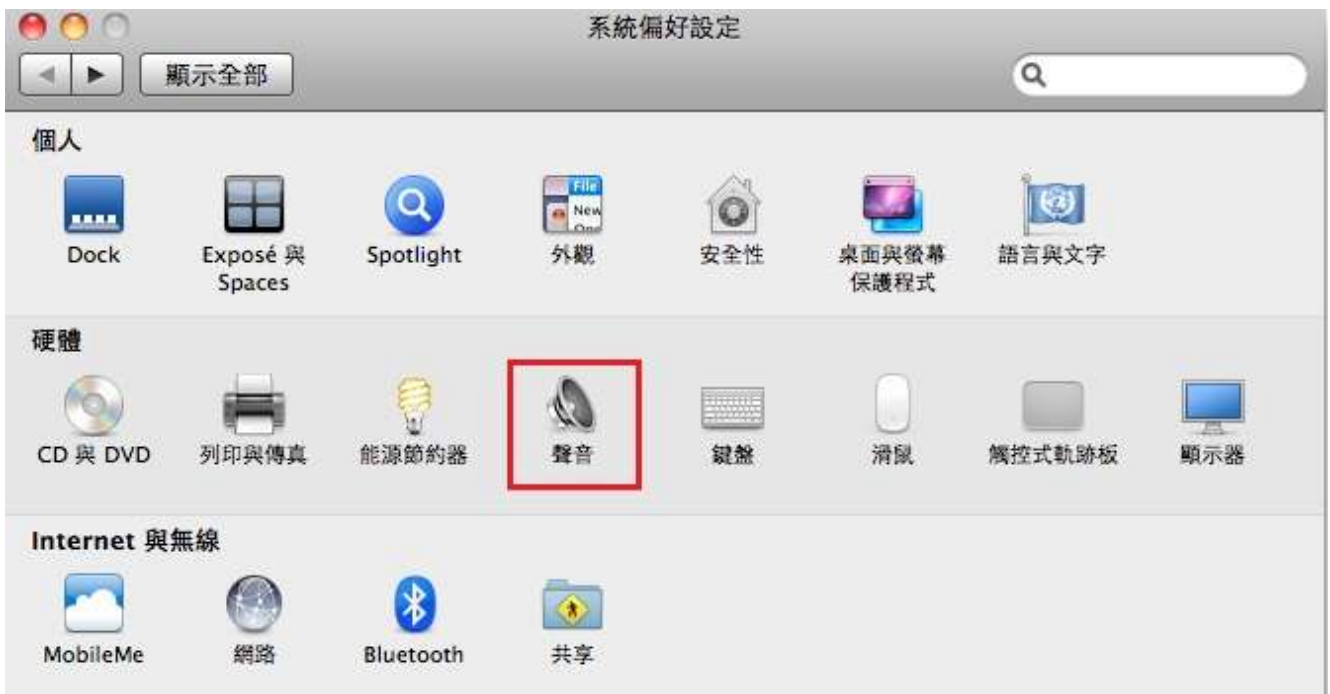 系統偏好設定
顯示全部
個人
File
New
One
Dock
Exposé 與
Spaces
Spotlight
外觀
安全性
桌面與螢幕
保護程式
語言與文字
硬體
CD 與 DVD
列印與傳真
能源節約器
聲音
鍵盤
滑鼠
觸控式軌跡板
顯示器
Internet 與無線
MobileMe
網路
Bluetooth
共享